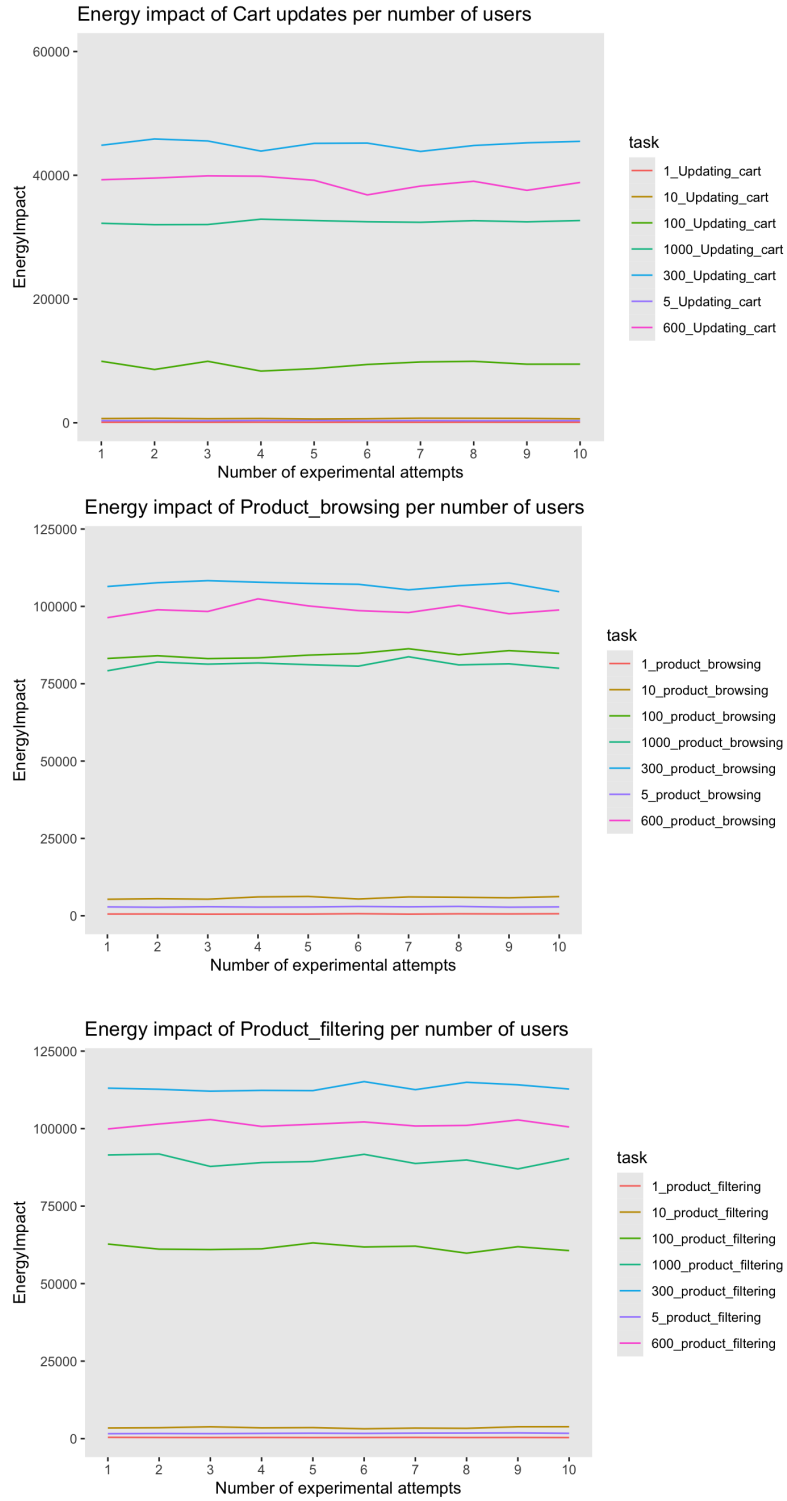 Energy impact of Cart updates per number of users
60000
40000
20000
0
EnergyImpact
1 2 3 4 5 6 7 8 9 10
Number of experimental attempts
task
1_Updating_cart
10_Updating_cart
100_Updating_cart
1000_Updating_cart
300_Updating_cart
5_Updating_cart
600_Updating_cart
Energy impact of Product_browsing per number of users
125000
100000
75000
50000
25000
0
EnergyImpact
1 2 3 4 5 6 7 8 9 10
Number of experimental attempts
task
1_product_browsing
10_product_browsing
100_product_browsing
1000_product_browsing
300_product_browsing
5_product_browsing
600_product_browsing
Energy impact of Product_filtering per number of users
125000
100000
75000
50000
25000
0
EnergyImpact
1 2 3 4 5 6 7 8 9 10
Number of experimental attempts
task
1_product_filtering
10_product_filtering
100_product_filtering
1000_product_filtering
300_product_filtering
5_product_filtering
600_product_filtering